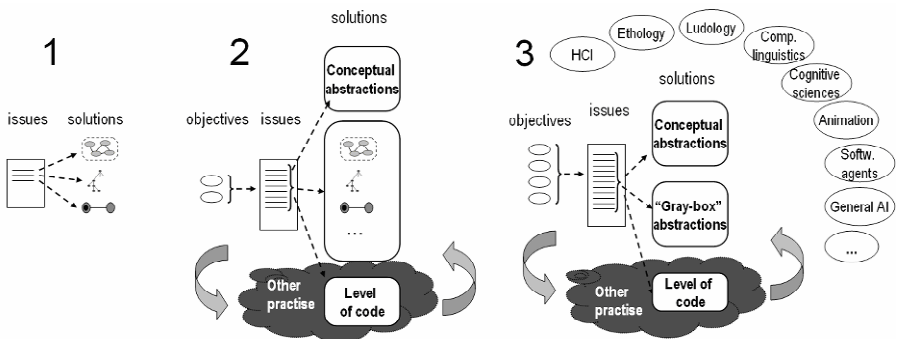 1
issues
solutions
2
solutions
Conceptual
abstractions
objectives
issues
...
Other
practise
Level
of code
3
HCI
Ethology
Ludology
Comp.
linguistics
Cognitive
sciences
Animation
Softw.
agents
General AI
...
solutions
issues
objectives
Conceptual
abstractions
“Gray-box”
abstractions
Other
practise
Level of
code